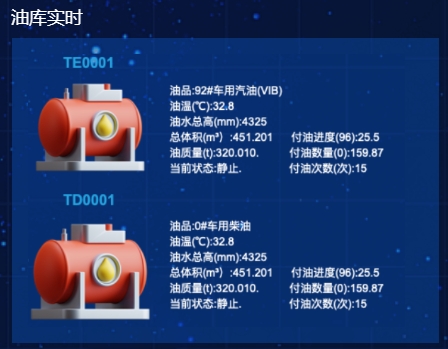 油库实时
TE0001
油品:92#车用汽油(VIB)
油温(℃):32.8
油水总高(mm):4325
总体积(m³) :451.201 付油进度(96):25.5
油质量(t):320.010. 付油数量(0):159.87
当前状态:静止. 付油次数(次):15
TD0001
油品:0#车用柴油
油温(℃):32.8
油水总高(mm):4325
总体积(m³) :451.201 付油进度(96):25.5
油质量(t):320.010. 付油数量(0):159.87
当前状态:静止. 付油次数(次):15